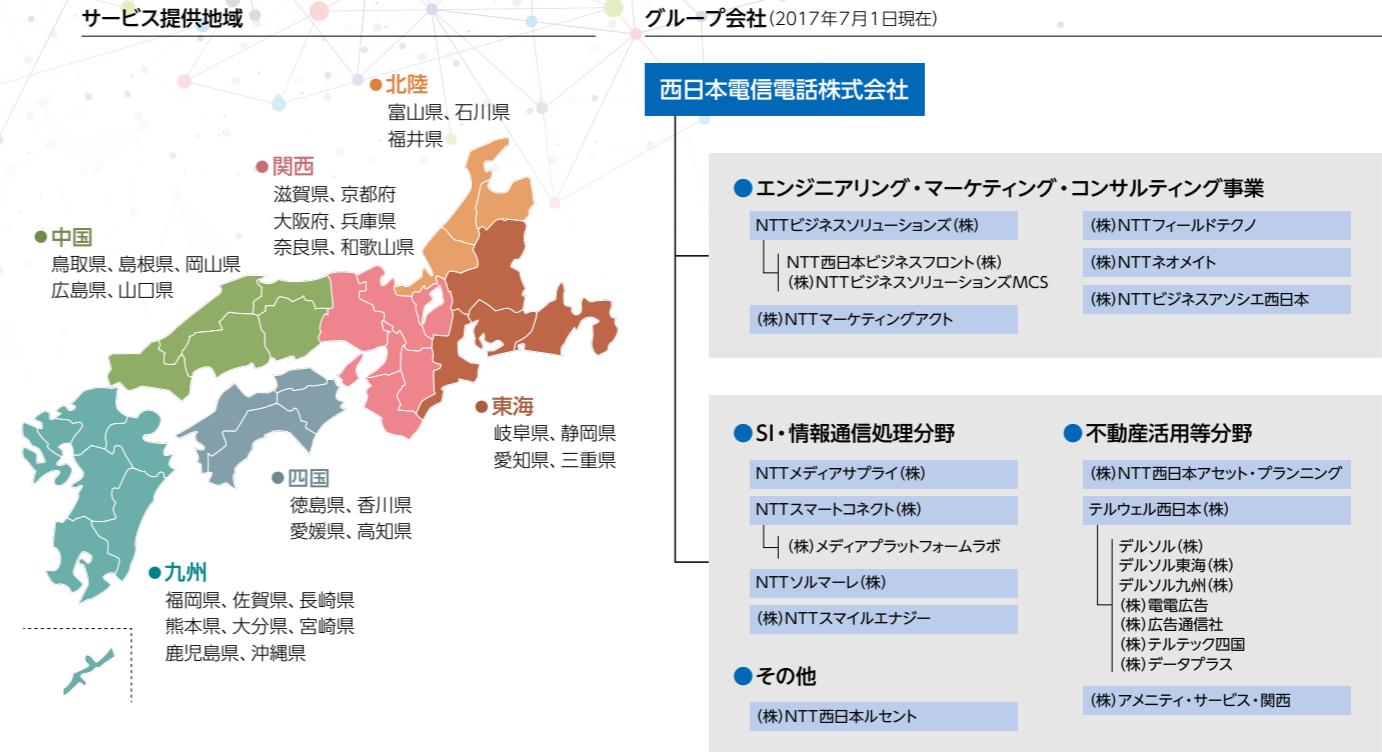 サービス提供地域
●北陸
富山県、石川県
福井県
●関西
滋賀県、京都府
大阪府、兵庫県
奈良県、和歌山県
●中国
鳥取県、島根県、岡山県
広島県、山口県
●東海
岐阜県、静岡県
愛知県、三重県
●四国
徳島県、香川県
愛媛県、高知県
●九州
福岡県、佐賀県、長崎県
熊本県、大分県、宮崎県
鹿児島県、沖縄県
グループ会社(2017年7月1日現在)
西日本電信電話株式会社
●エンジニアリング・マーケティング・コンサルティング事業
NTTビジネスソリューションズ(株)
NTT西日本ビジネスフロント(株)
(株)NTTビジネスソリューションズMCS
(株)NTTマーケティングアクト
(株)NTTフィールドテクノ
(株)NTTネオメイト
(株)NTTビジネスアソシエ西日本
●SI・情報通信処理分野
NTTメディアサプライ(株)
NTTスマートコネクト(株)
(株)メディアプラットフォームラボ
NTTソルマーレ(株)
(株)NTTスマイルエナジー
●その他
(株)NTT西日本ルセント
●不動産活用等分野
(株)NTT西日本アセット・プランニング
テルウェル西日本(株)
デルソル(株)
デルソル東海(株)
デルソル九州(株)
(株)電電広告
(株)広告通信社
(株)テルテック四国
(株)データプラス
(株)アメニティ・サービス・関西